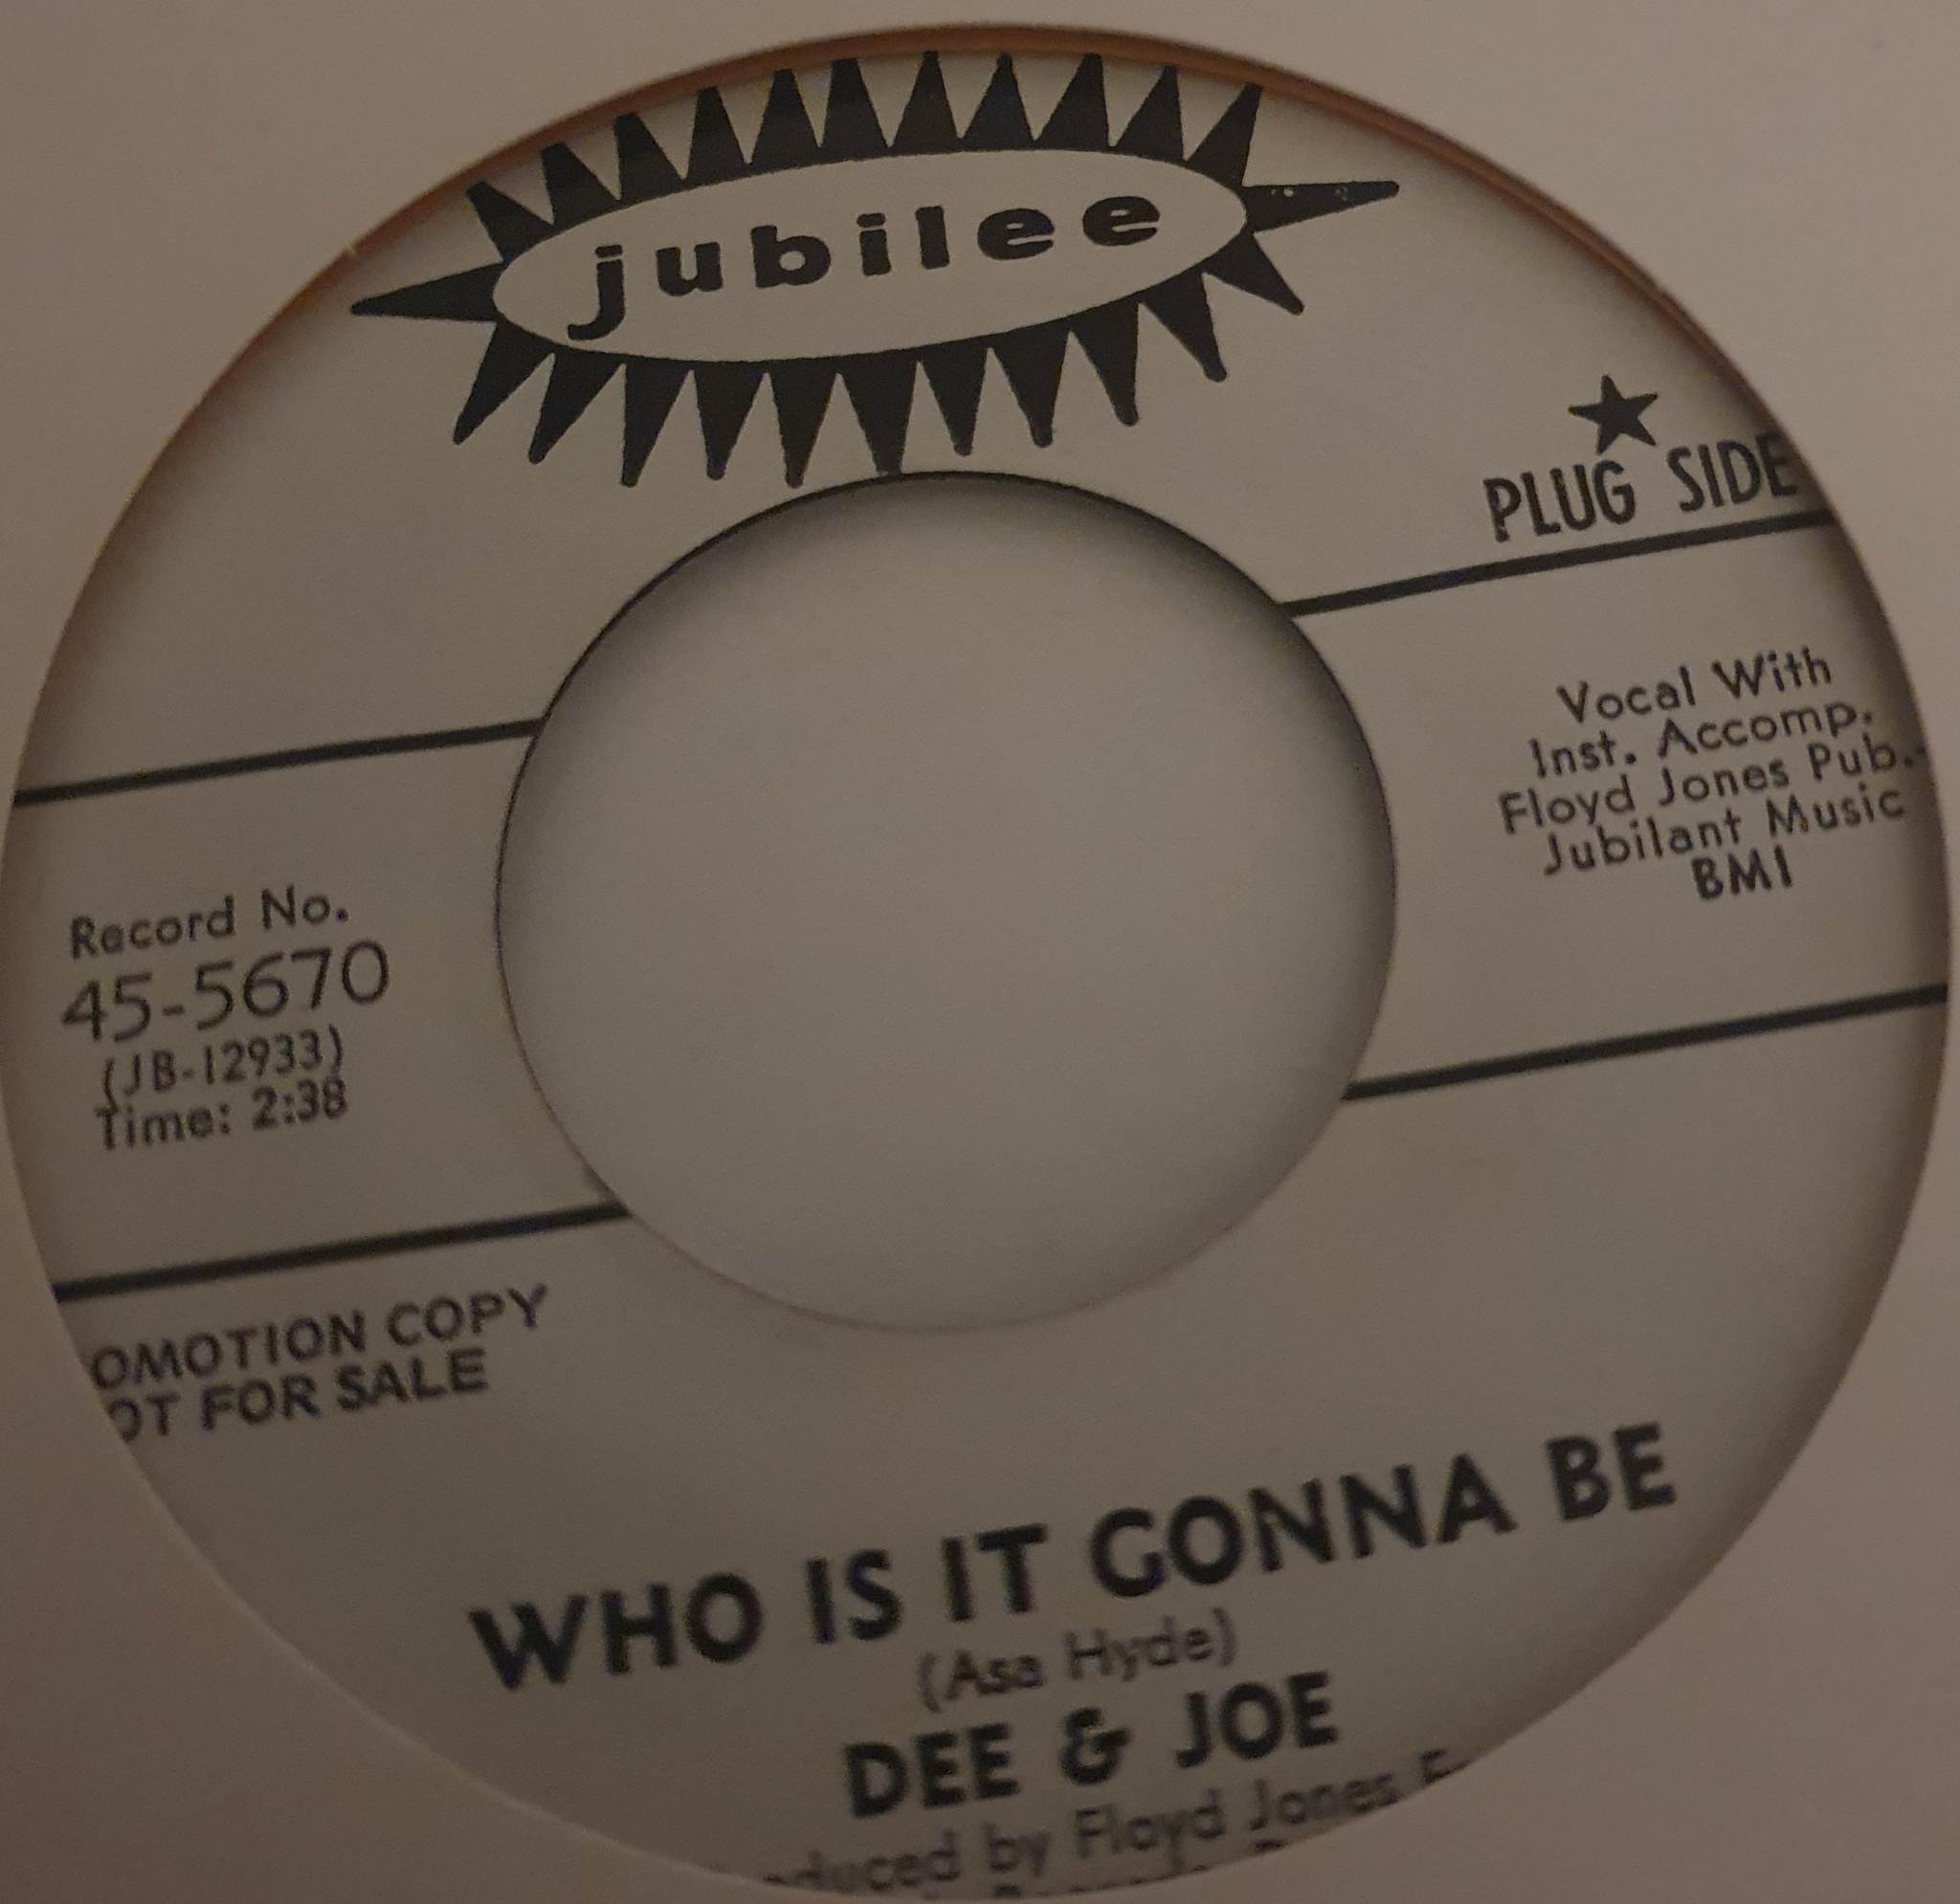 jubilee
PLUG SIDE
Vocal With
Inst. Accomp.
Floyd Jones Pub.-
Jubilant Music
BMI
Record No.
45-5670
(JB-12933)
Time: 2:38
OMOTION COPY
OT FOR SALE
WHO IS IT GONNA BE
(Asa Hyde)
DEE & JOE
duced by Floyd Jones